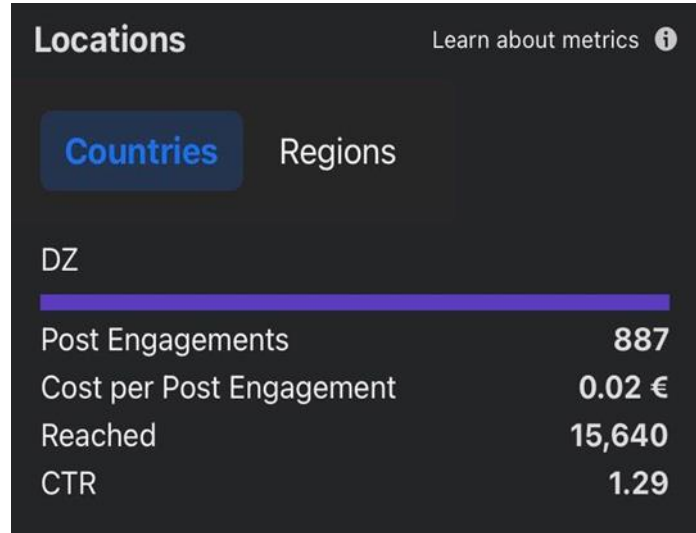 Locations Learn about metrics
Countries Regions
DZ
Post Engagements 887
Cost per Post Engagement 0.02 €
Reached 15,640
CTR 1.29